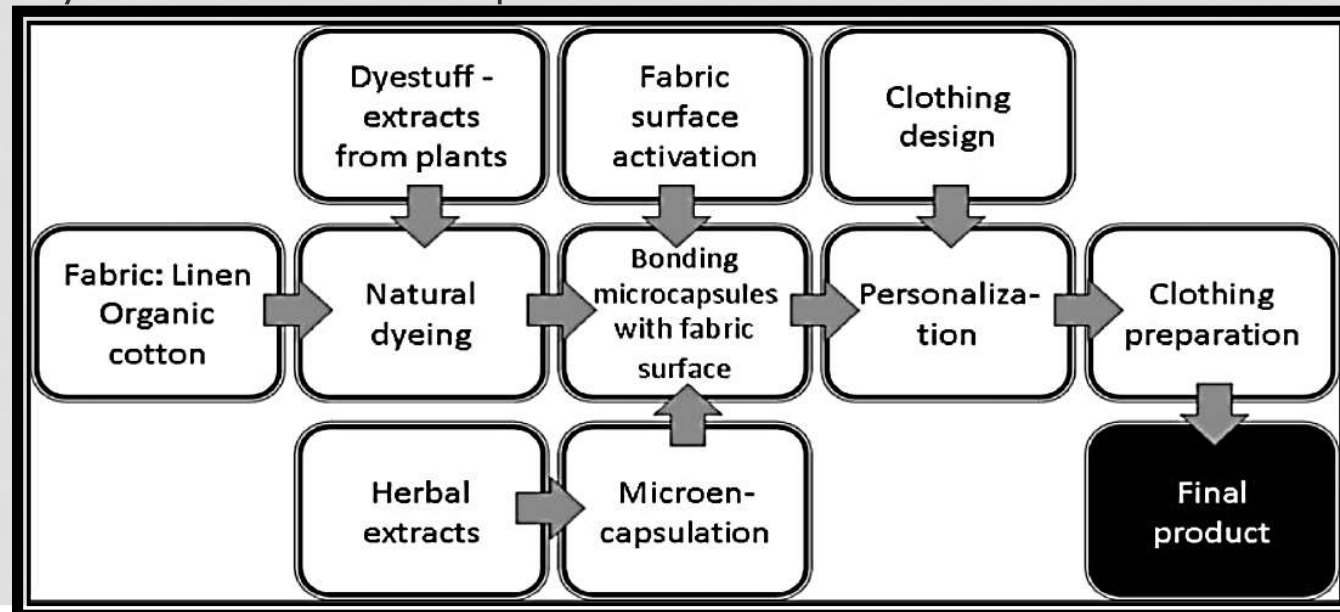 Dyestuff -
extracts
from plants
Fabric
surface
activation
Clothing
design
Fabric: Linen
Organic
cotton
Natural
dyeing
Bonding
microcapsules
with fabric
surface
Personaliza-
tion
Clothing
preparation
Herbal
extracts
Microen-
capsulation
Final
product